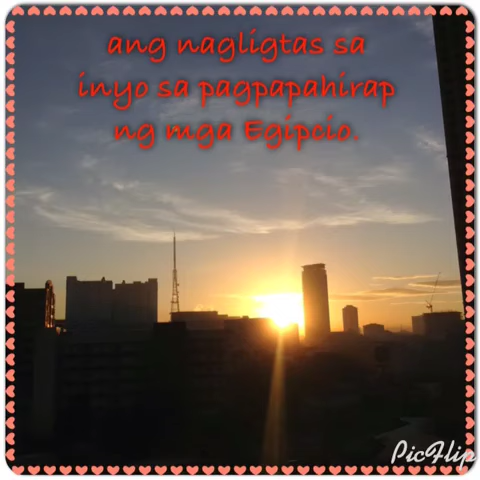 ang nagligtas sa
inyo sa pagpapahirap
ng mga Egipcio.
PicFlip